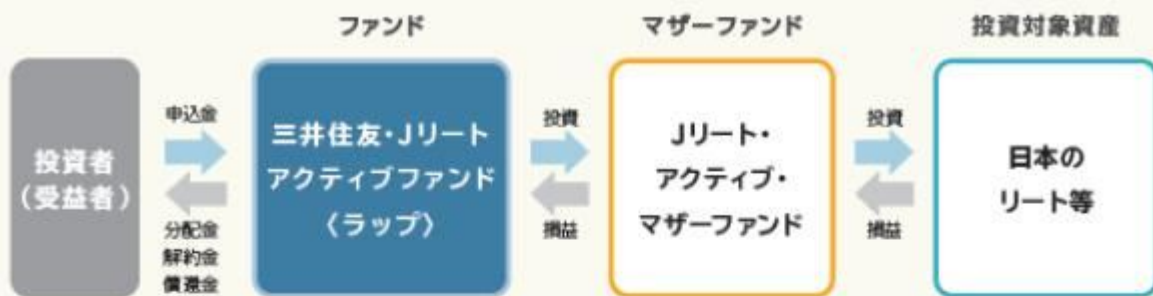 ファンド
マザーファンド
投資対象資産
投資者
(受益者)
申込金
分配金
解約金
償還金
三井住友・Jリート
アクティブファンド
〈ラップ〉
投資
損益
Jリート・
アクティブ・
マザーファンド
投資
損益
日本の
リート等